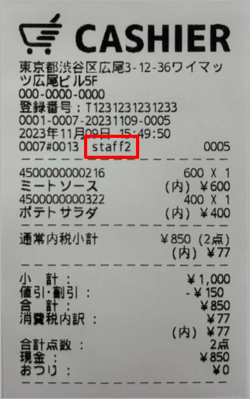 CASHIER
東京都渋谷区広尾3-12-36ワイマッ
ツ広尾ビル5F
000-0000-0000
登録番号：T1231231231233
0001-0007-20231109-0005
2023年11月09日 15:49:50
0007#0013 staff2 0005
4500000000216 600 X 1
ミートソース (内) ¥600
4500000000322 400 X 1
ポテトサラダ (内) ¥400
通常内税小計 ¥850 (2点)
(内) ¥77
小 計： ¥1,000
値引・割引： -¥150
合 計： ¥850
消費税内訳： ¥77
(内) ¥77
合計点数： 2点
現金： ¥850
おつり： ¥0